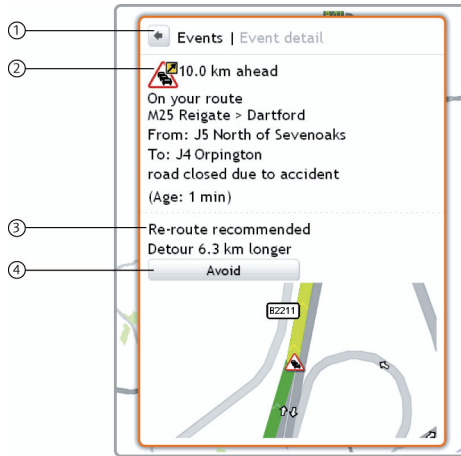 B2211
1
Events | Event detail
2
10.0 km ahead
On your route
M25 Reigate > Dartford
From: J5 North of Sevenoaks
To: J4 Orpington
road closed due to accident
(Age: 1 min)
3
Re-route recommended
Detour 6.3 km longer
4
Avoid
B2211